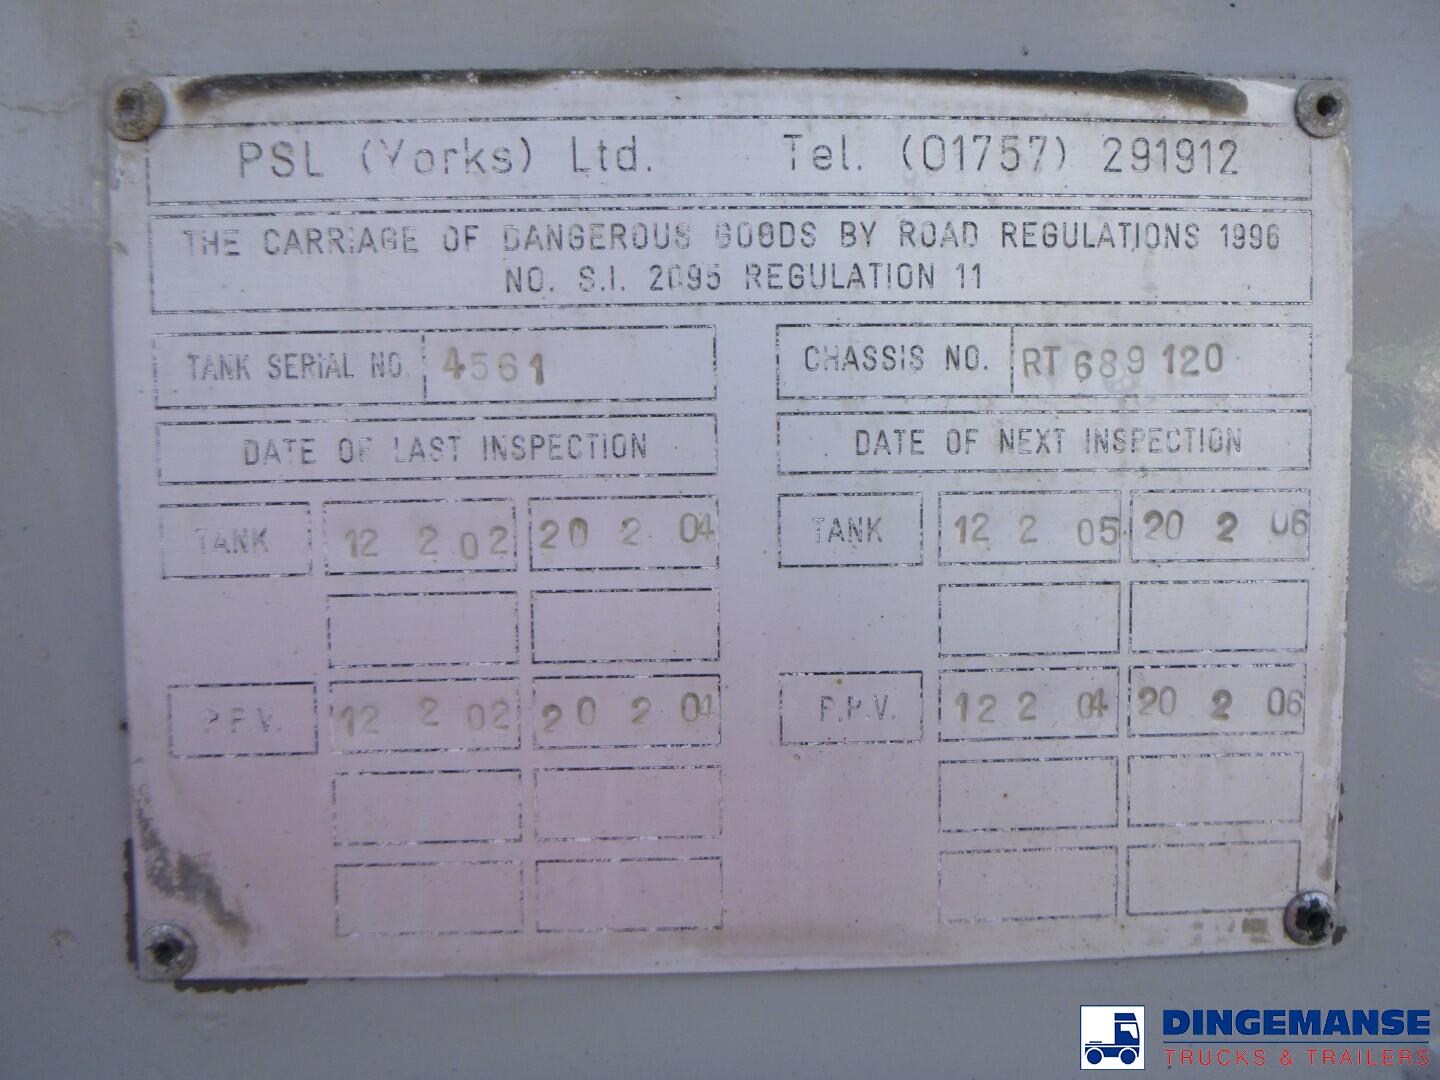 PSL (Yorks) Ltd. Tel. (01757) 291912
THE CARRIAGE OF DANGEROUS GOODS BY ROAD REGULATIONS 1996
NO. S.I. 2095 REGULATION 11
TANK SERIAL NO. 4561 CHASSIS NO. RT 689 120
DATE OF LAST INSPECTION DATE OF NEXT INSPECTION
TANK 12 2 02 20 2 04 TANK 12 2 05 20 2 06
P.P.V. 12 2 02 20 2 04 P.P.V. 12 2 04 20 2 06
DINGEMANSE
TRUCKS & TRAILERS